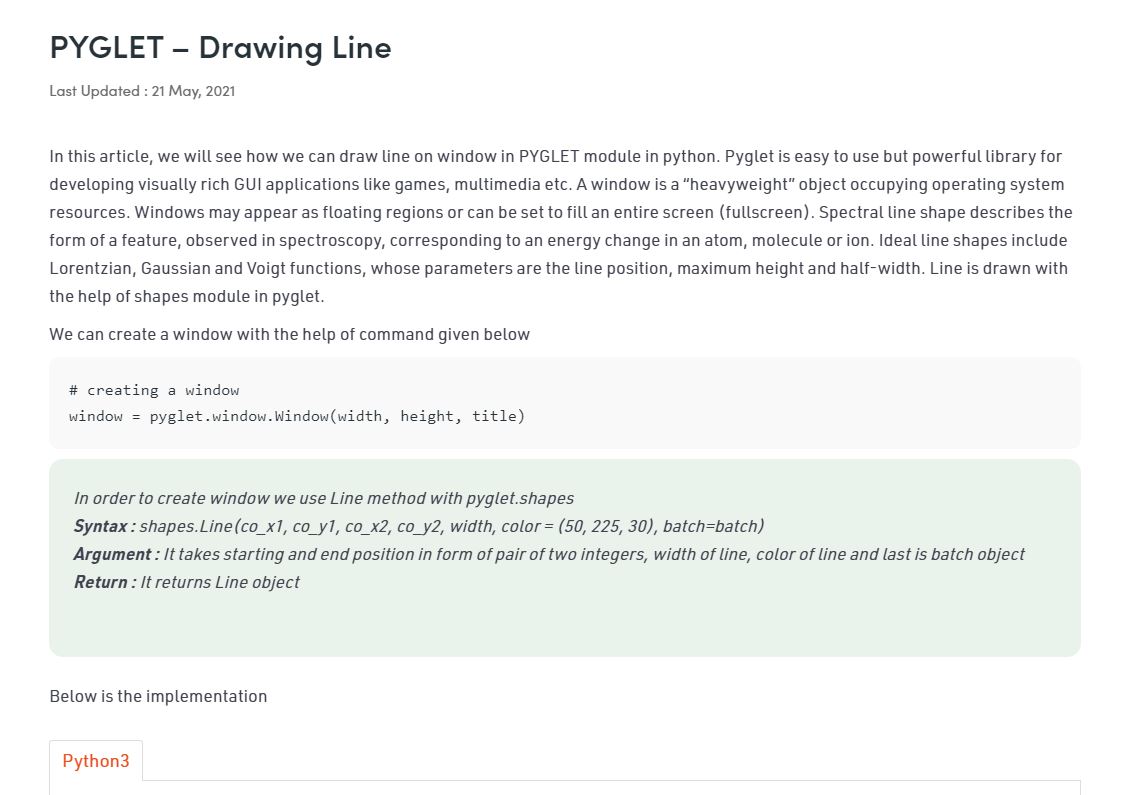 PYGLET – Drawing Line
Last Updated : 21 May, 2021
In this article, we will see how we can draw line on window in PYGLET module in python. Pyglet is easy to use but powerful library for
developing visually rich GUI applications like games, multimedia etc. A window is a “heavyweight” object occupying operating system
resources. Windows may appear as floating regions or can be set to fill an entire screen (fullscreen). Spectral line shape describes the
form of a feature, observed in spectroscopy, corresponding to an energy change in an atom, molecule or ion. Ideal line shapes include
Lorentzian, Gaussian and Voigt functions, whose parameters are the line position, maximum height and half-width. Line is drawn with
the help of shapes module in pyglet.
We can create a window with the help of command given below
# creating a window
window = pyglet.window.Window(width, height, title)
In order to create window we use Line method with pyglet.shapes
Syntax : shapes.Line(co_x1, co_y1, co_x2, co_y2, width, color = (50, 225, 30), batch=batch)
Argument : It takes starting and end position in form of pair of two integers, width of line, color of line and last is batch object
Return : It returns Line object
Below is the implementation
Python3